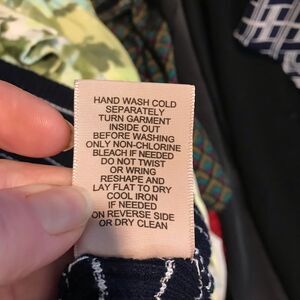 HAND WASH COLD
SEPARATELY
TURN GARMENT
INSIDE OUT
BEFORE WASHING
ONLY NON-CHLORINE
BLEACH IF NEEDED
DO NOT TWIST
OR WRING
RESHAPE AND
LAY FLAT TO DRY
COOL IRON
IF NEEDED
ON REVERSE SIDE
OR DRY CLEAN